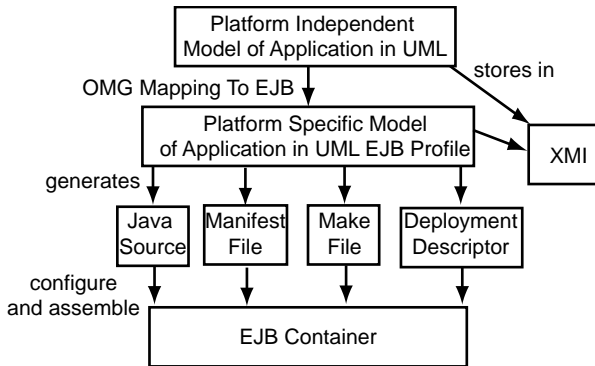 Platform Independent
Model of Application in UML
stores in
OMG Mapping To EJB
Platform Specific Model
of Application in UML EJB Profile
XMI
generates
Java
Source
Manifest
File
Make
File
Deployment
Descriptor
configure
and assemble
EJB Container